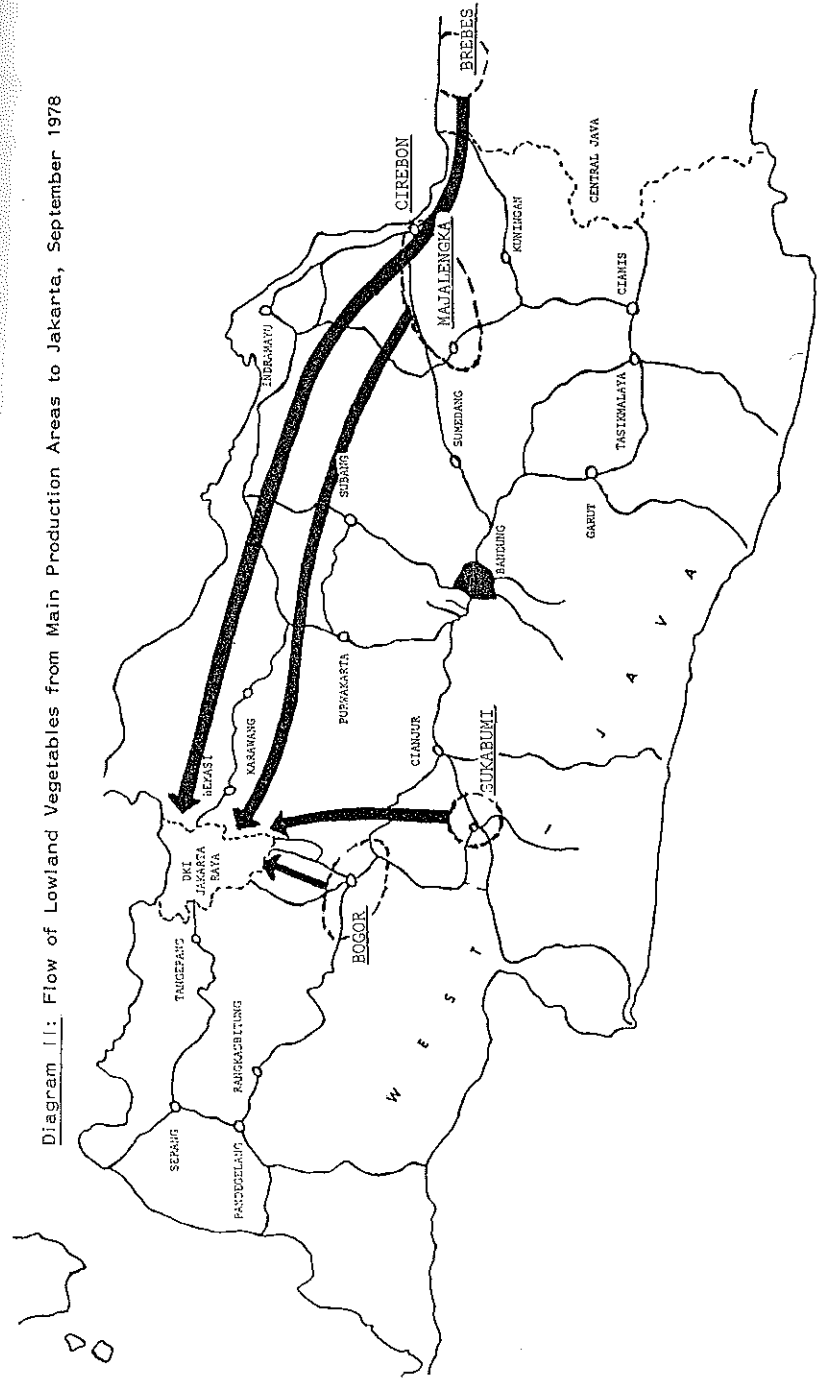 Diagram II: Flow of Lowland Vegetables from Main Production Areas to Jakarta, September 1978
SERANG
PANDEGELANG
RANGKASBITUNG
TANGERANG
DKI
JAKARTA
RAYA
BEKASI
KARAWANG
BOGOR
SUKABUMI
CIANJUR
PURWAKARTA
SUBANG
BANDUNG
SUMEDANG
INDRAMAYU
MAJALENGKA
CIREBON
BREBES
KUNINGAN
CENTRAL JAVA
CIAMIS
TASIKMALAYA
GARUT
WEST
JAVA